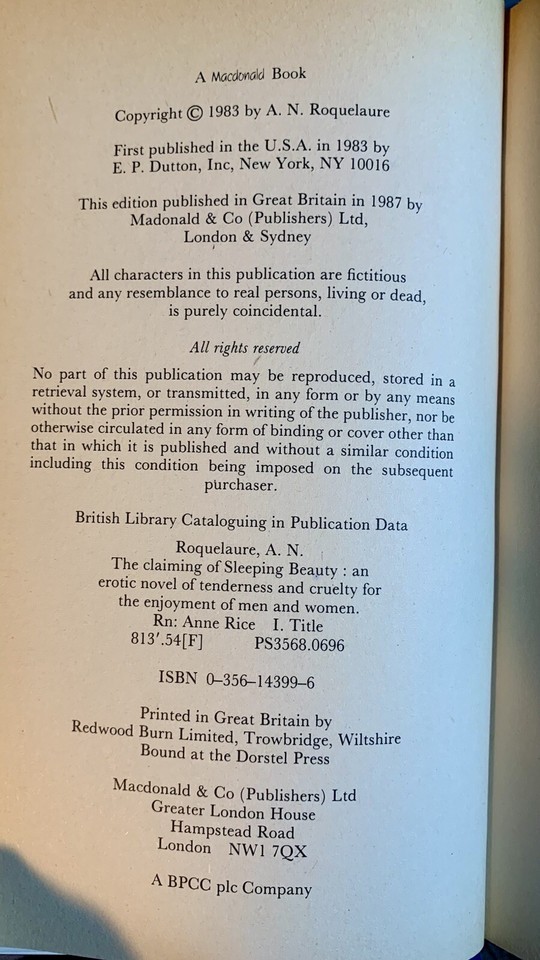 A Macdonald Book
Copyright © 1983 by A. N. Roquelaure
First published in the U.S.A. in 1983 by
E. P. Dutton, Inc, New York, NY 10016
This edition published in Great Britain in 1987 by
Madonald & Co (Publishers) Ltd,
London & Sydney
All characters in this publication are fictitious
and any resemblance to real persons, living or dead,
is purely coincidental.
All rights reserved
No part of this publication may be reproduced, stored in a
retrieval system, or transmitted, in any form or by any means
without the prior permission in writing of the publisher, nor be
otherwise circulated in any form of binding or cover other than
that in which it is published and without a similar condition
including this condition being imposed on the subsequent
purchaser.
British Library Cataloguing in Publication Data
Roquelaure, A. N.
The claiming of Sleeping Beauty : an
erotic novel of tenderness and cruelty for
the enjoyment of men and women.
Rn: Anne Rice I. Title
813'.54[F] PS3568.0696
ISBN 0–356–14399–6
Printed in Great Britain by
Redwood Burn Limited, Trowbridge, Wiltshire
Bound at the Dorstel Press
Macdonald & Co (Publishers) Ltd
Greater London House
Hampstead Road
London NW1 7QX
A BPCC plc Company